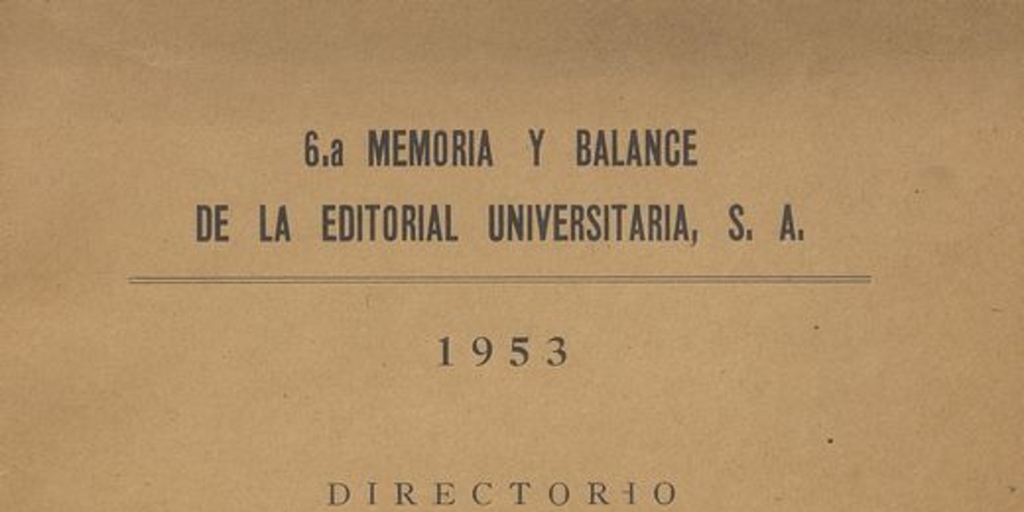 6.a MEMORIA Y BALANCE
DE LA EDITORIAL UNIVERSITARIA, S. A.
1953
DIRECTORIO